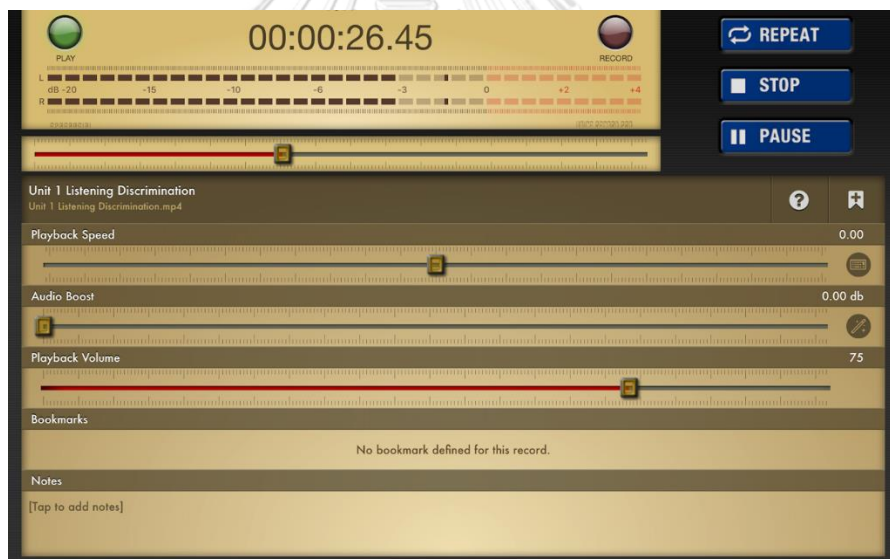 00:00:26.45
PLAY
RECORD
REPEAT
L
dB -20 -15 -10 -6 -3 0 +2 +4
R
STOP
PAUSE
Unit 1 Listening Discrimination
Unit 1 Listening Discrimination.mp4
Playback Speed 0.00
Audio Boost 0.00 db
Playback Volume 75
Bookmarks
No bookmark defined for this record.
Notes
[Tap to add notes]